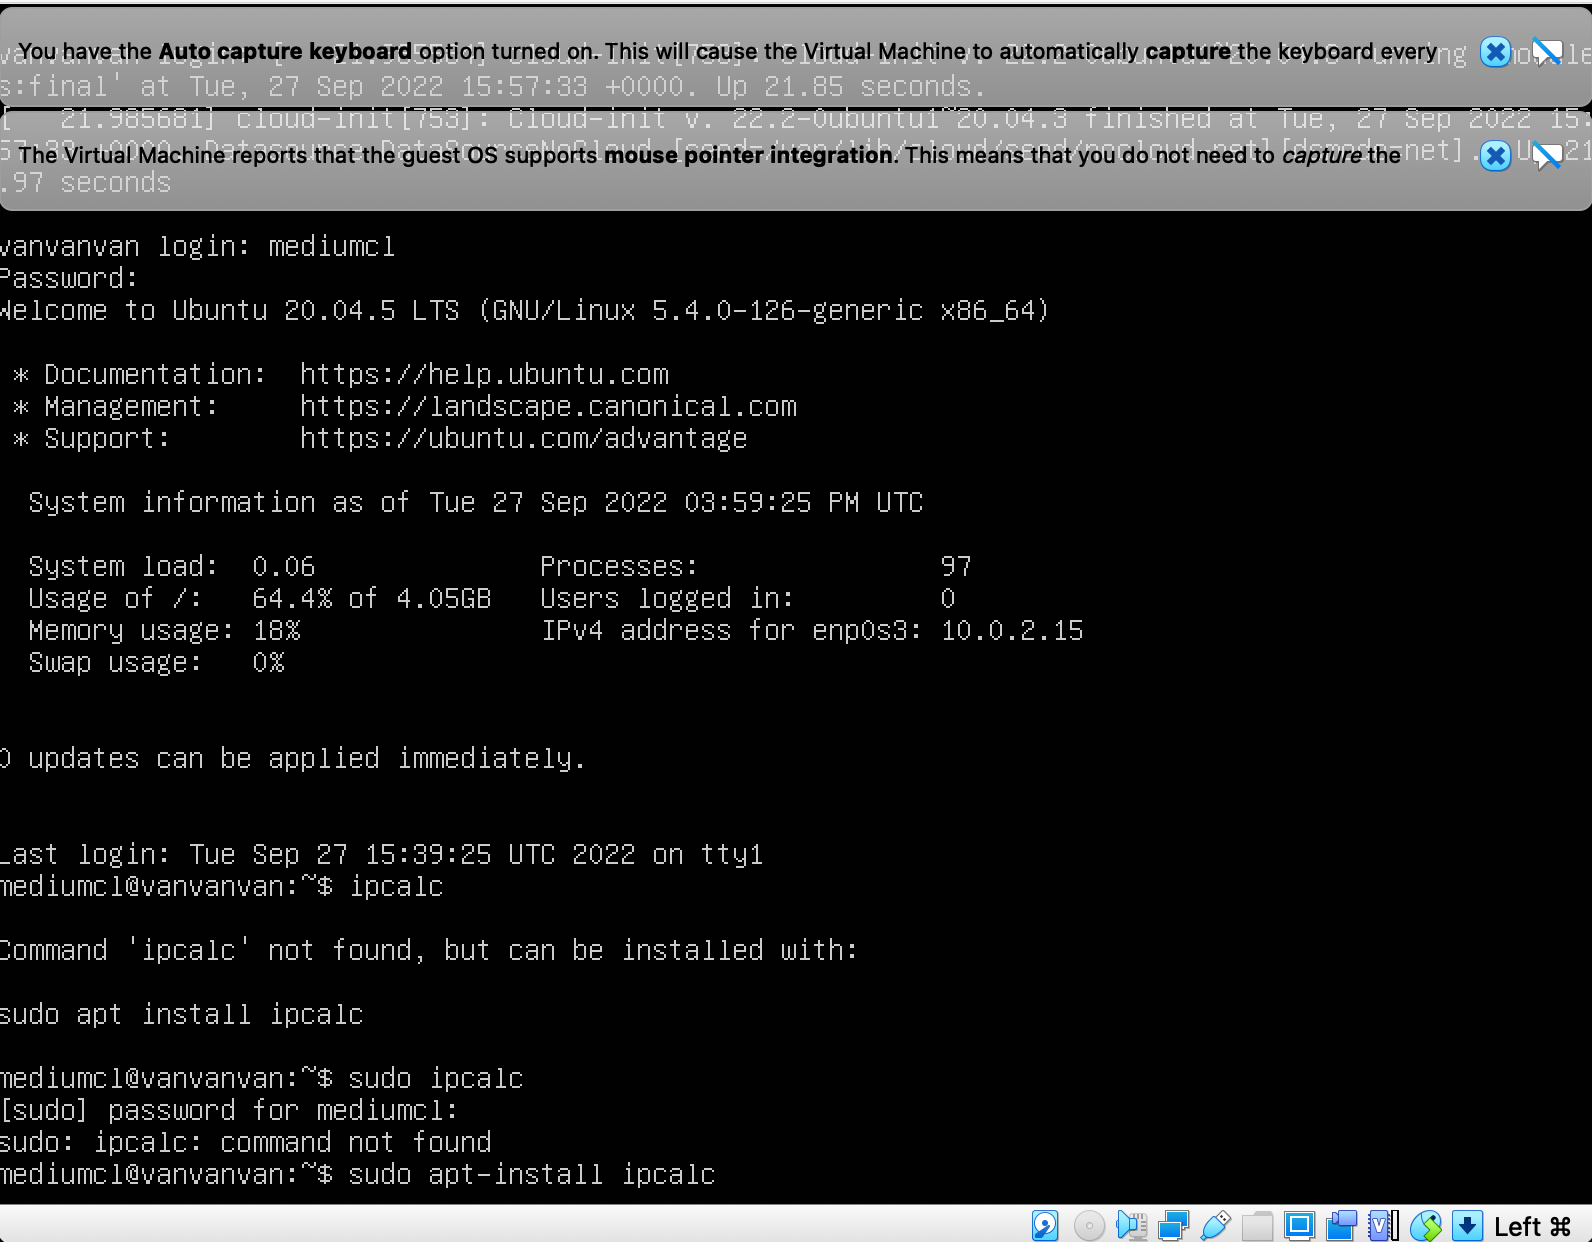 You have the Auto capture keyboard option turned on. This will cause the Virtual Machine to automatically capture the keyboard every
s:final' at Tue, 27 Sep 2022 15:57:33 +0000. Up 21.85 seconds.
[   21.985681] cloud-init[753]: Cloud-init v. 22.2-0ubuntu1~20.04.3 finished at Tue, 27 Sep 2022 15:
The Virtual Machine reports that the guest OS supports mouse pointer integration. This means that you do not need to capture the
.97 seconds
vanvanvan login: mediumcl
Password:
Welcome to Ubuntu 20.04.5 LTS (GNU/Linux 5.4.0-126-generic x86_64)
* Documentation:  https://help.ubuntu.com
* Management:     https://landscape.canonical.com
* Support:        https://ubuntu.com/advantage
System information as of Tue 27 Sep 2022 03:59:25 PM UTC
System load:  0.06              Processes:               97
Usage of /:   64.4% of 4.05GB   Users logged in:         0
Memory usage: 18%               IPv4 address for enp0s3: 10.0.2.15
Swap usage:   0%
0 updates can be applied immediately.
Last login: Tue Sep 27 15:39:25 UTC 2022 on tty1
mediumcl@vanvanvan:~$ ipcalc
Command 'ipcalc' not found, but can be installed with:
sudo apt install ipcalc
mediumcl@vanvanvan:~$ sudo ipcalc
[sudo] password for mediumcl:
sudo: ipcalc: command not found
mediumcl@vanvanvan:~$ sudo apt-install ipcalc
Left ⌘